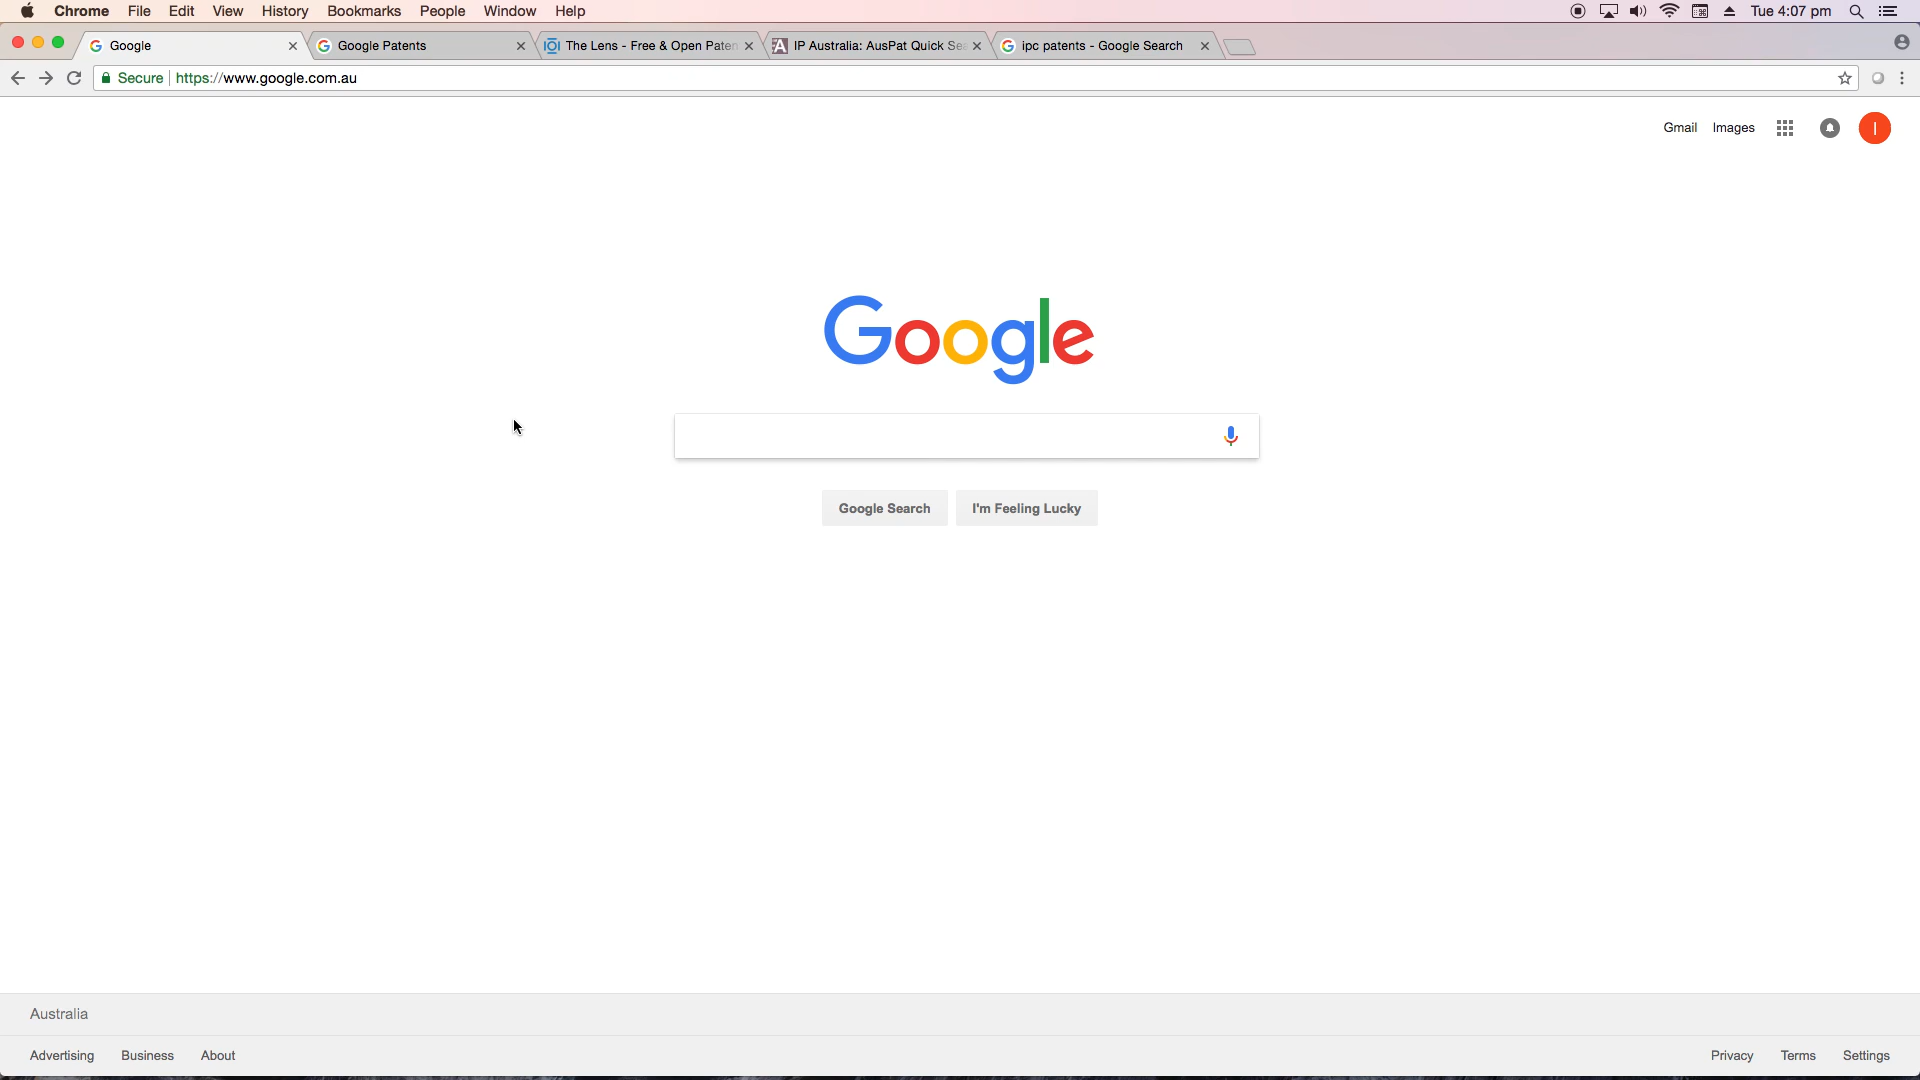 Chrome File Edit View History Bookmarks People Window Help Tue 4:07 pm
Google Google Patents The Lens - Free & Open Paten IP Australia: AusPat Quick Sea ipc patents - Google Search
Secure https://www.google.com.au
Gmail Images I
Google
Google Search I'm Feeling Lucky
Australia
Advertising Business About Privacy Terms Settings